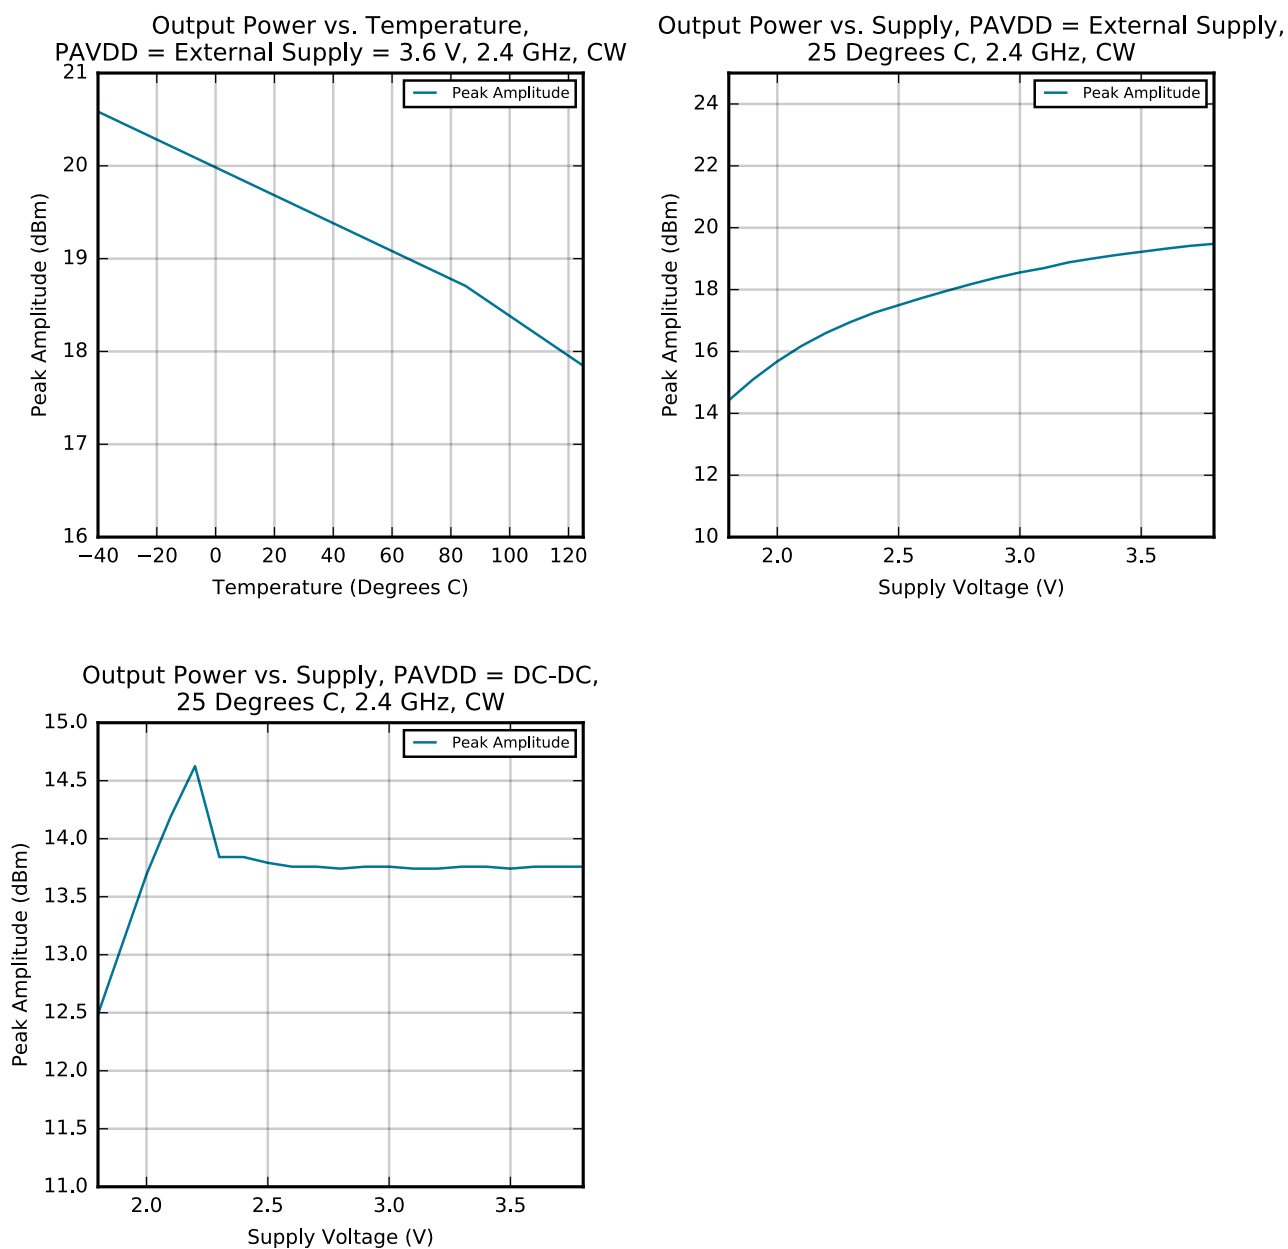 Output Power vs. Temperature,
PAVDD = External Supply = 3.6 V, 2.4 GHz, CW
Peak Amplitude
21
20
19
18
17
16
Peak Amplitude (dBm)
−40 −20 0 20 40 60 80 100 120
Temperature (Degrees C)
Output Power vs. Supply, PAVDD = External Supply,
25 Degrees C, 2.4 GHz, CW
Peak Amplitude
24
22
20
18
16
14
12
10
Peak Amplitude (dBm)
2.0 2.5 3.0 3.5
Supply Voltage (V)
Output Power vs. Supply, PAVDD = DC-DC,
25 Degrees C, 2.4 GHz, CW
Peak Amplitude
15.0
14.5
14.0
13.5
13.0
12.5
12.0
11.5
11.0
Peak Amplitude (dBm)
2.0 2.5 3.0 3.5
Supply Voltage (V)